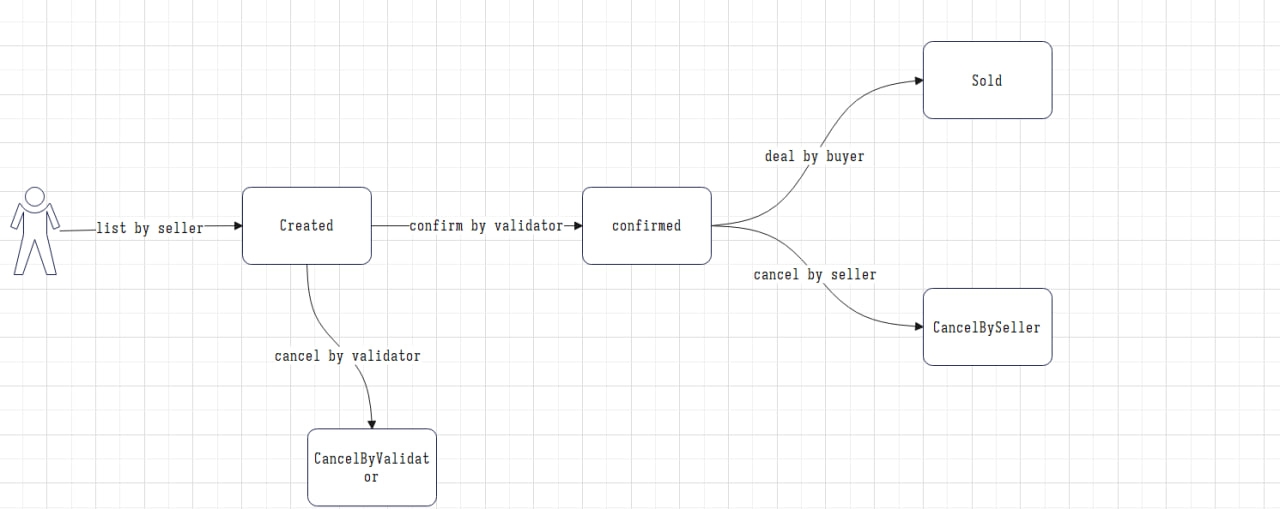 Sold
deal by buyer
list by seller
Created
confirm by validator
confirmed
cancel by seller
CancelBySeller
cancel by validator
CancelByValidat
or